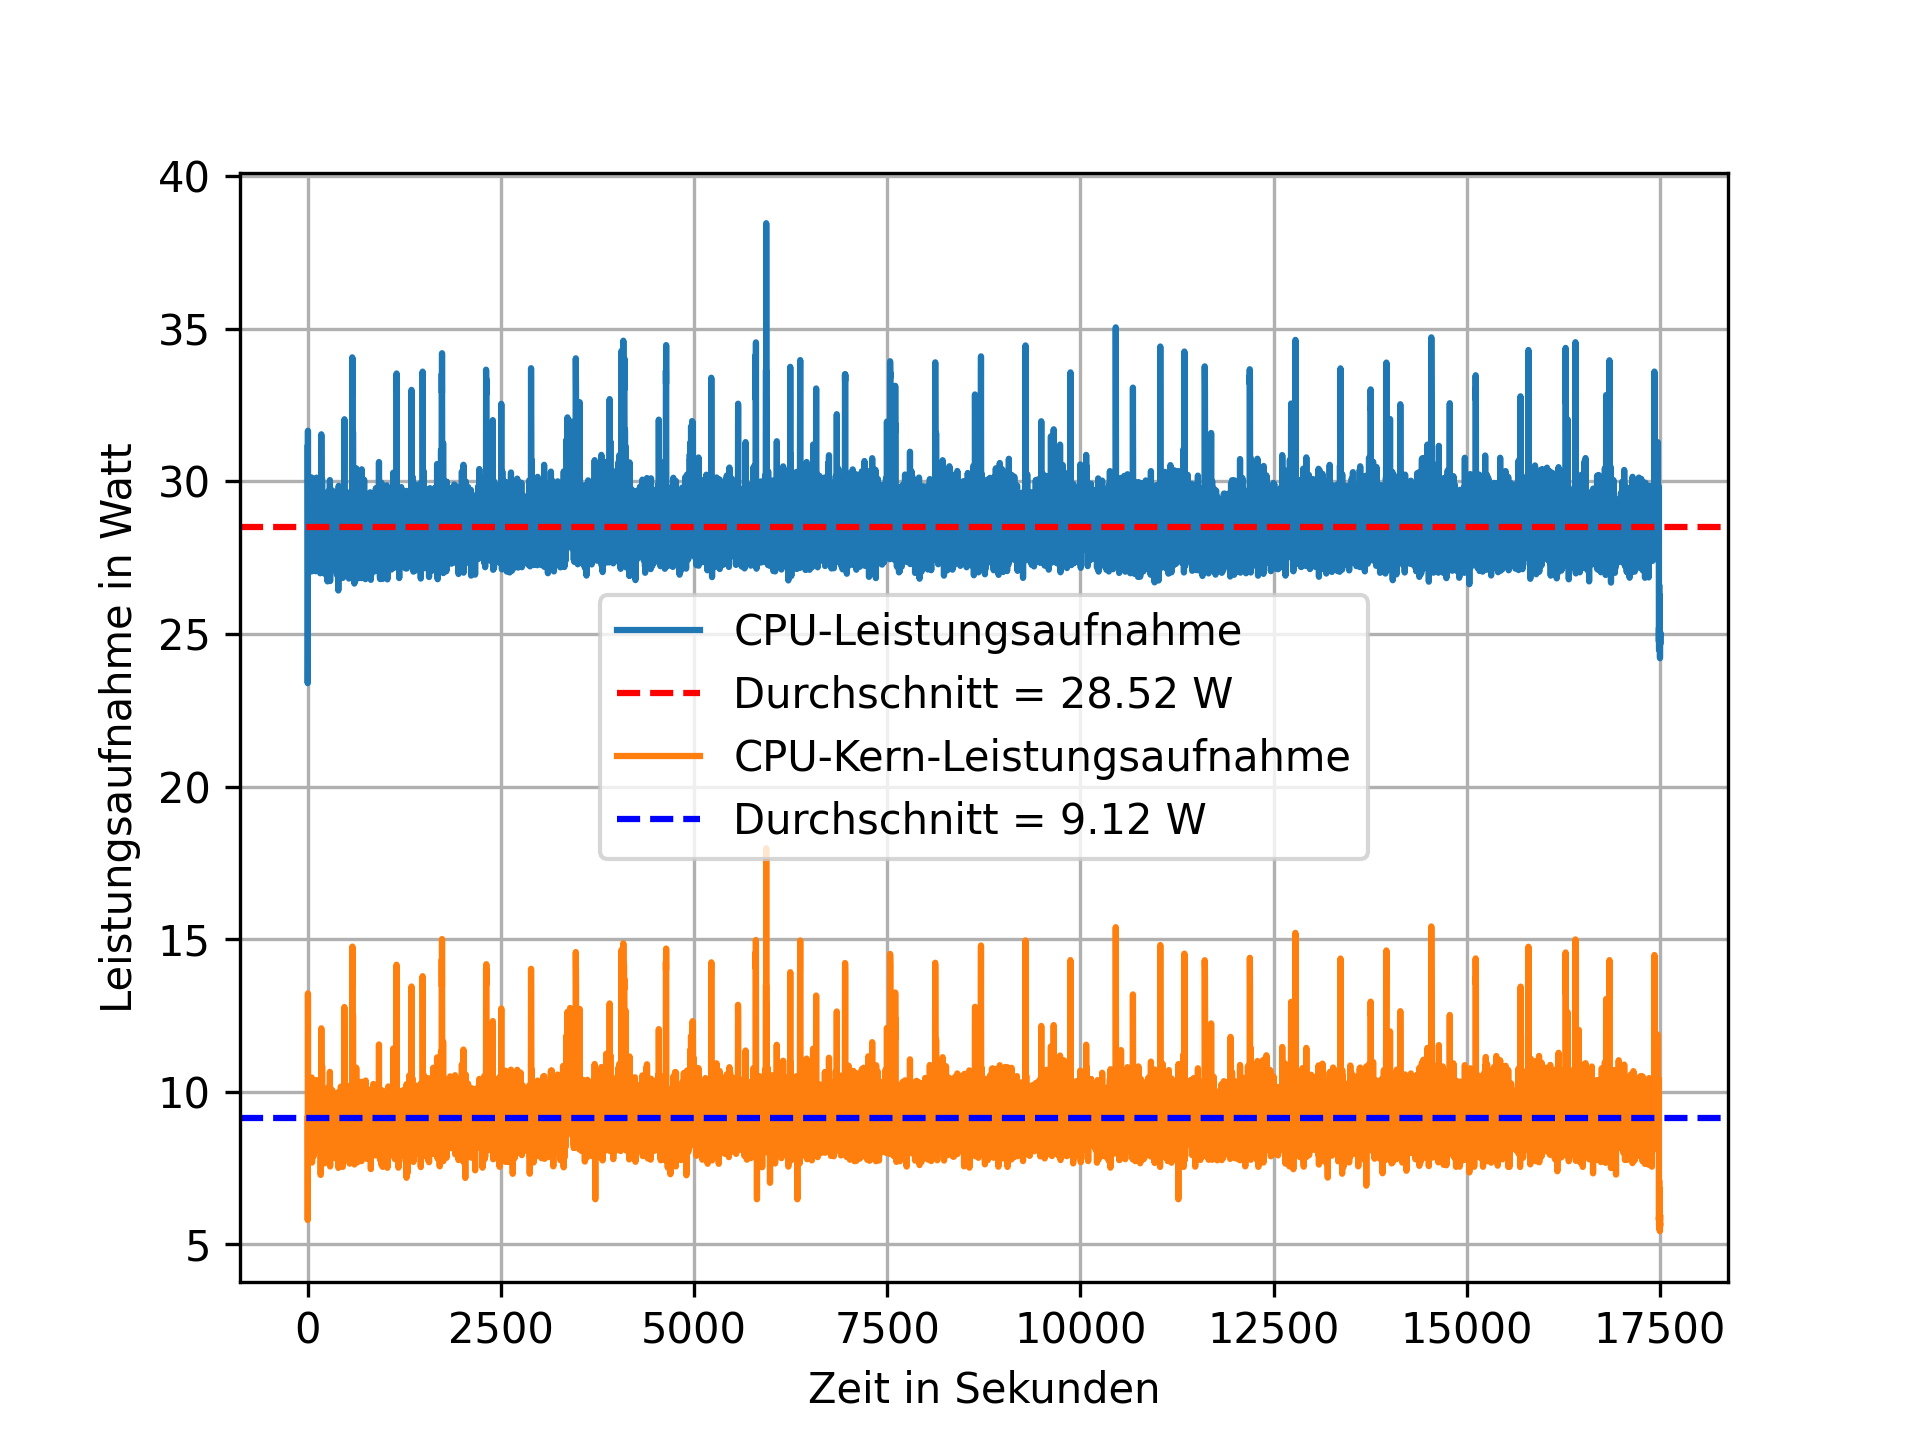 40
35
30
25
20
15
10
5
Leistungsaufnahme in Watt
CPU-Leistungsaufnahme
Durchschnitt = 28.52 W
CPU-Kern-Leistungsaufnahme
Durchschnitt = 9.12 W
0 2500 5000 7500 10000 12500 15000 17500
Zeit in Sekunden